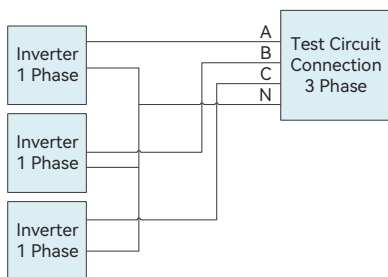 Inverter
1 Phase
Inverter
1 Phase
Inverter
1 Phase
A
B
C
N
Test Circuit
Connection
3 Phase